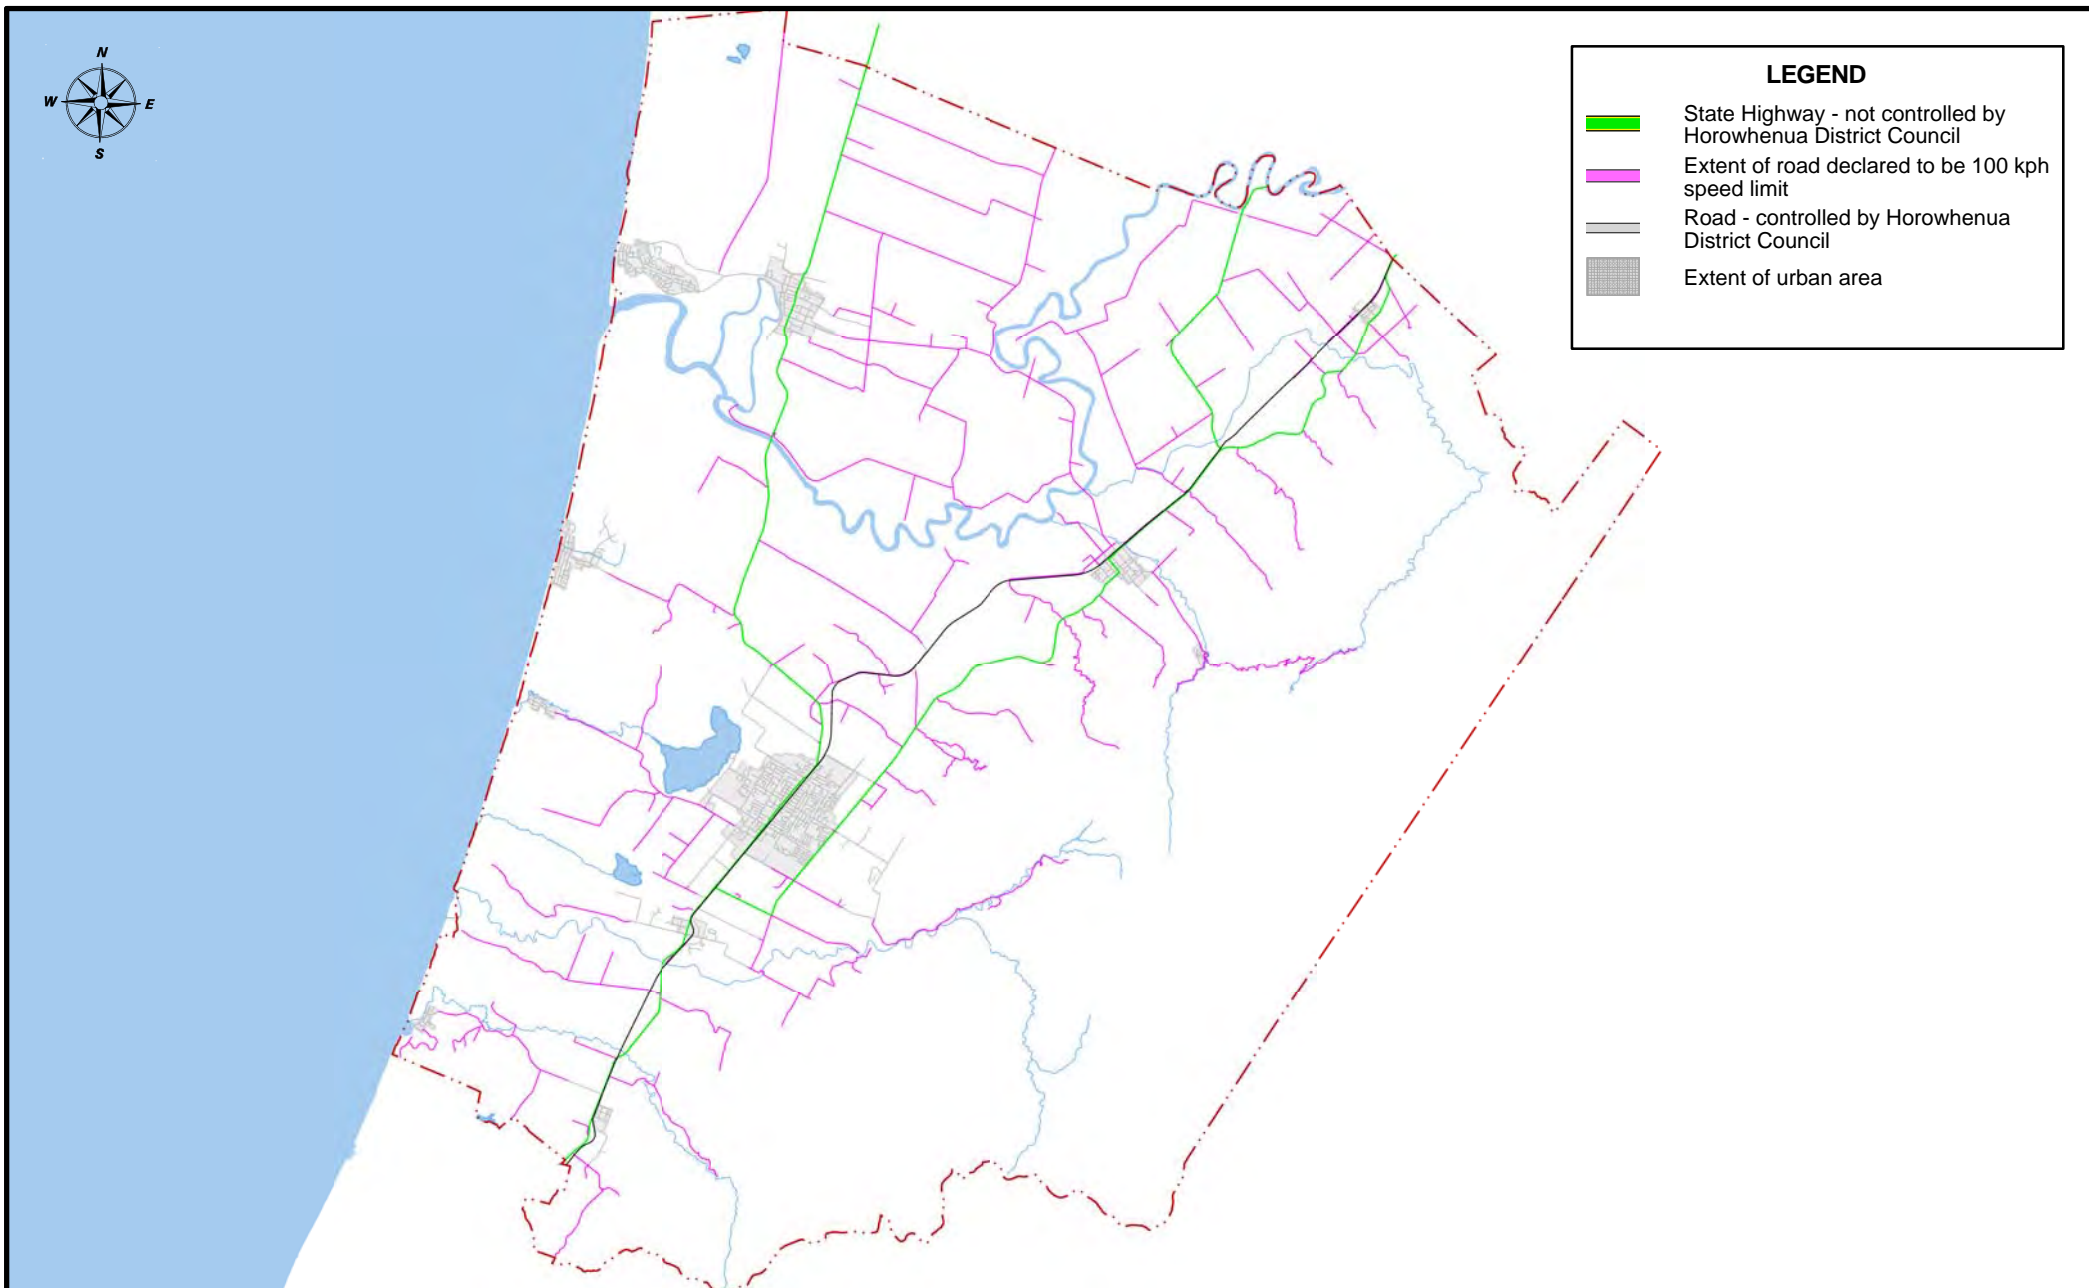 N
W
E
S
LEGEND
State Highway - not controlled by
Horowhenua District Council
Extent of road declared to be 100 kph
speed limit
Road - controlled by Horowhenua
District Council
Extent of urban area